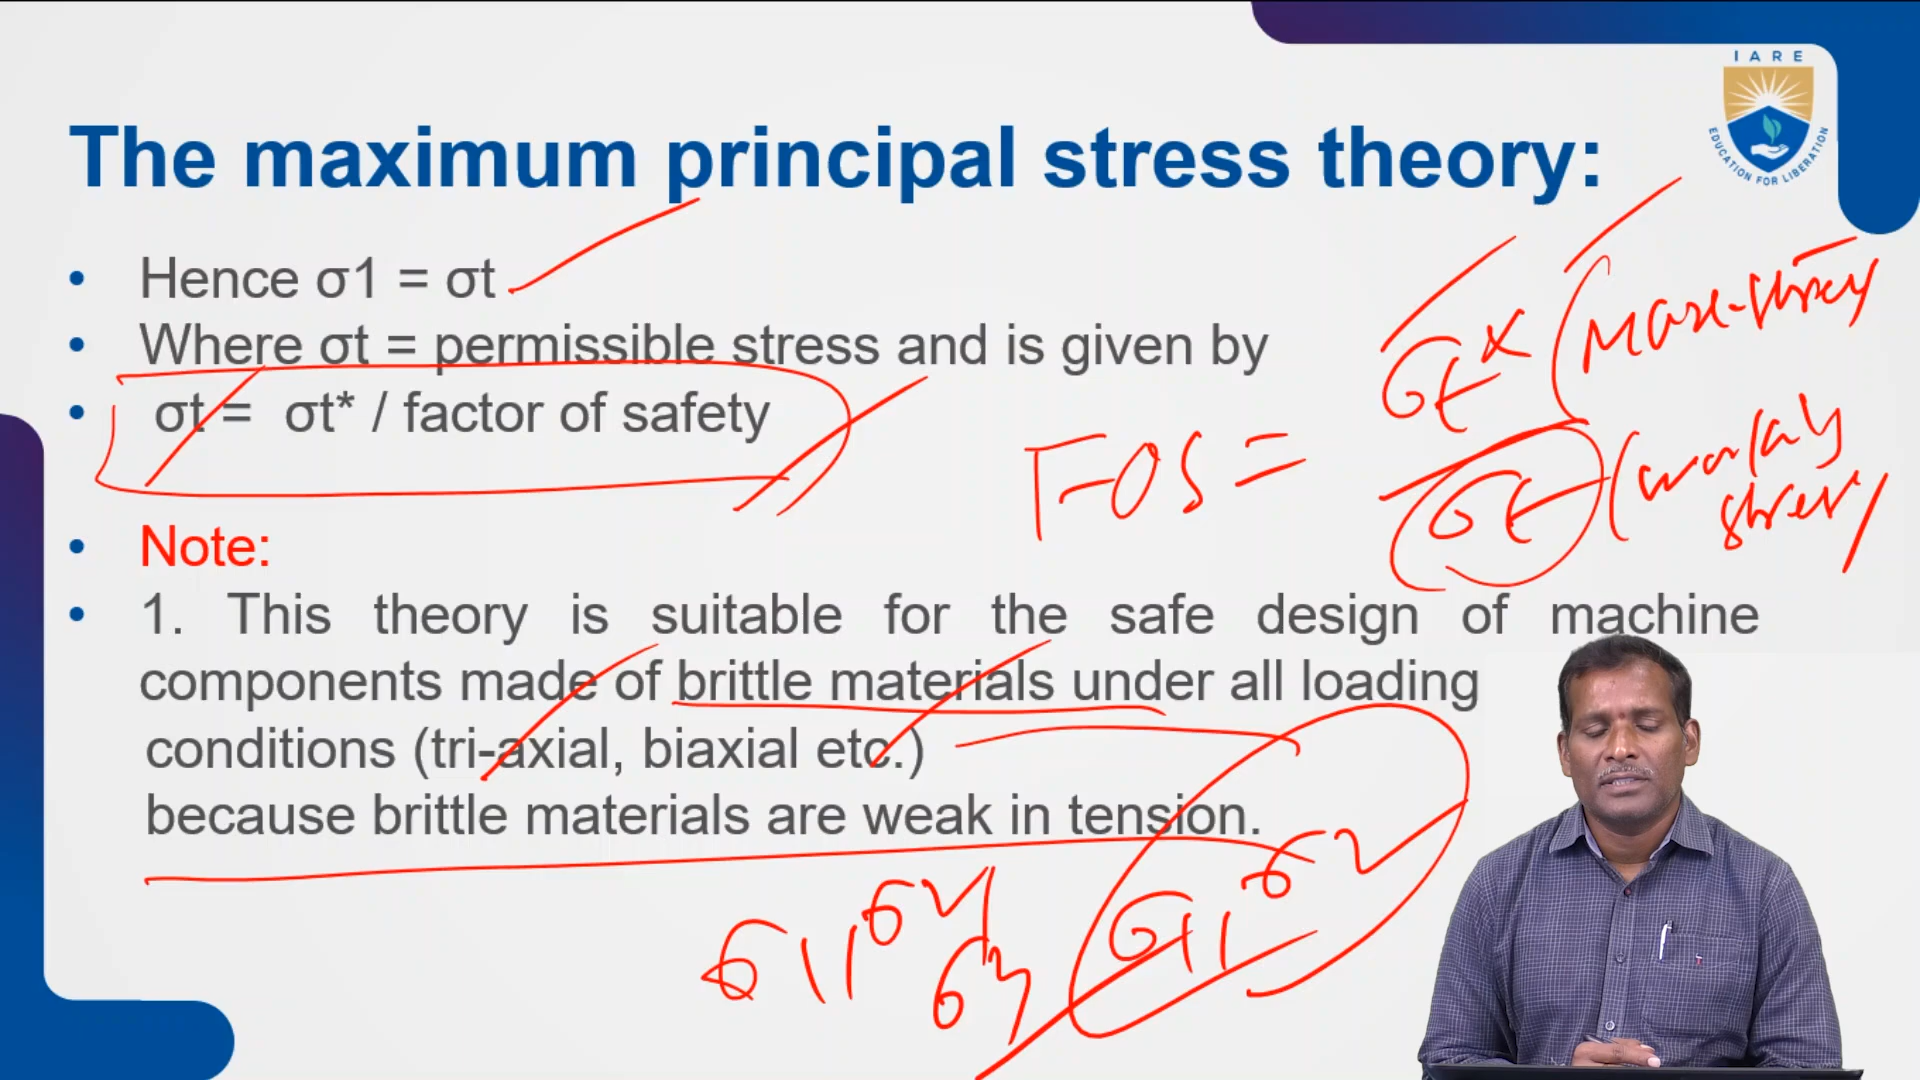 IARE
EDUCATION FOR LIBERATION
The maximum principal stress theory:
• Hence σ1 = σt
• Where σt = permissible stress and is given by
• σt = σt* / factor of safety
FOS = σt* (Max-stress
σt (working stress)
• Note:
• 1. This theory is suitable for the safe design of machine
components made of brittle materials under all loading
conditions (tri-axial, biaxial etc.)
because brittle materials are weak in tension.
σ1, σ2, σ3
σ1, σ2